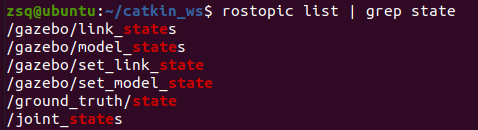 zsq@ubuntu:~/catkin_ws$ rostopic list | grep state
/gazebo/link_states
/gazebo/model_states
/gazebo/set_link_state
/gazebo/set_model_state
/ground_truth/state
/joint_states